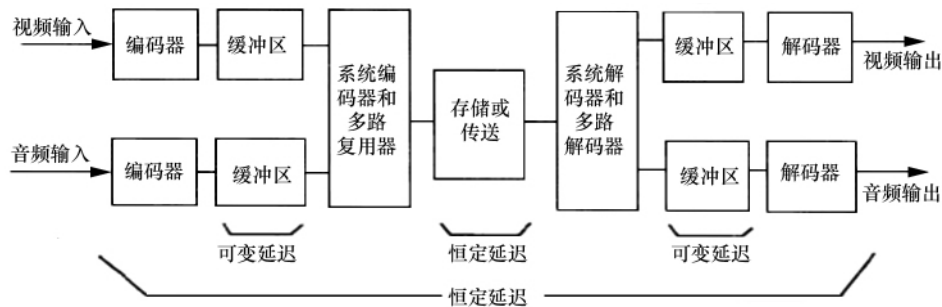 视频输入
编码器
缓冲区
系统编
码器和
多路
复用器
存储或
传送
系统解
码器和
多路
解码器
缓冲区
解码器
视频输出
音频输入
编码器
缓冲区
缓冲区
解码器
音频输出
可变延迟
恒定延迟
可变延迟
恒定延迟